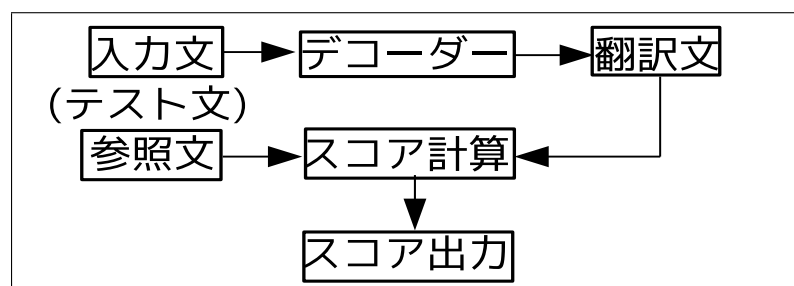 入力文
デコーダー
翻訳文
(テスト文)
参照文
スコア計算
スコア出力